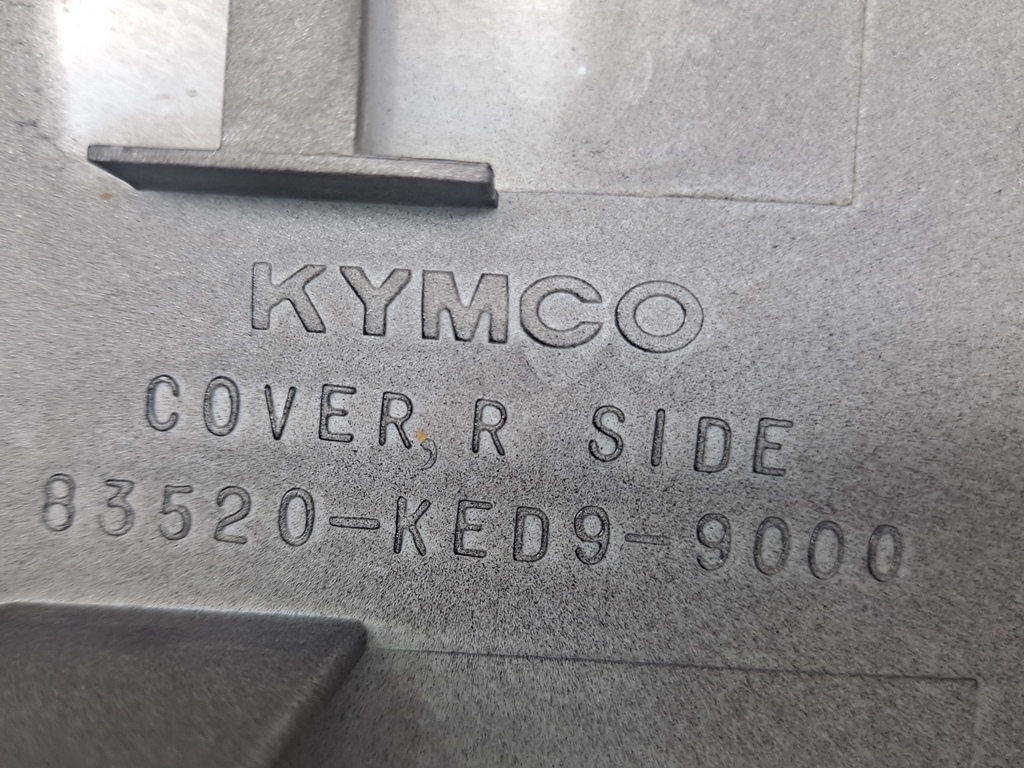 KYMCO
COVER, R SIDE
83520-KED9-9000